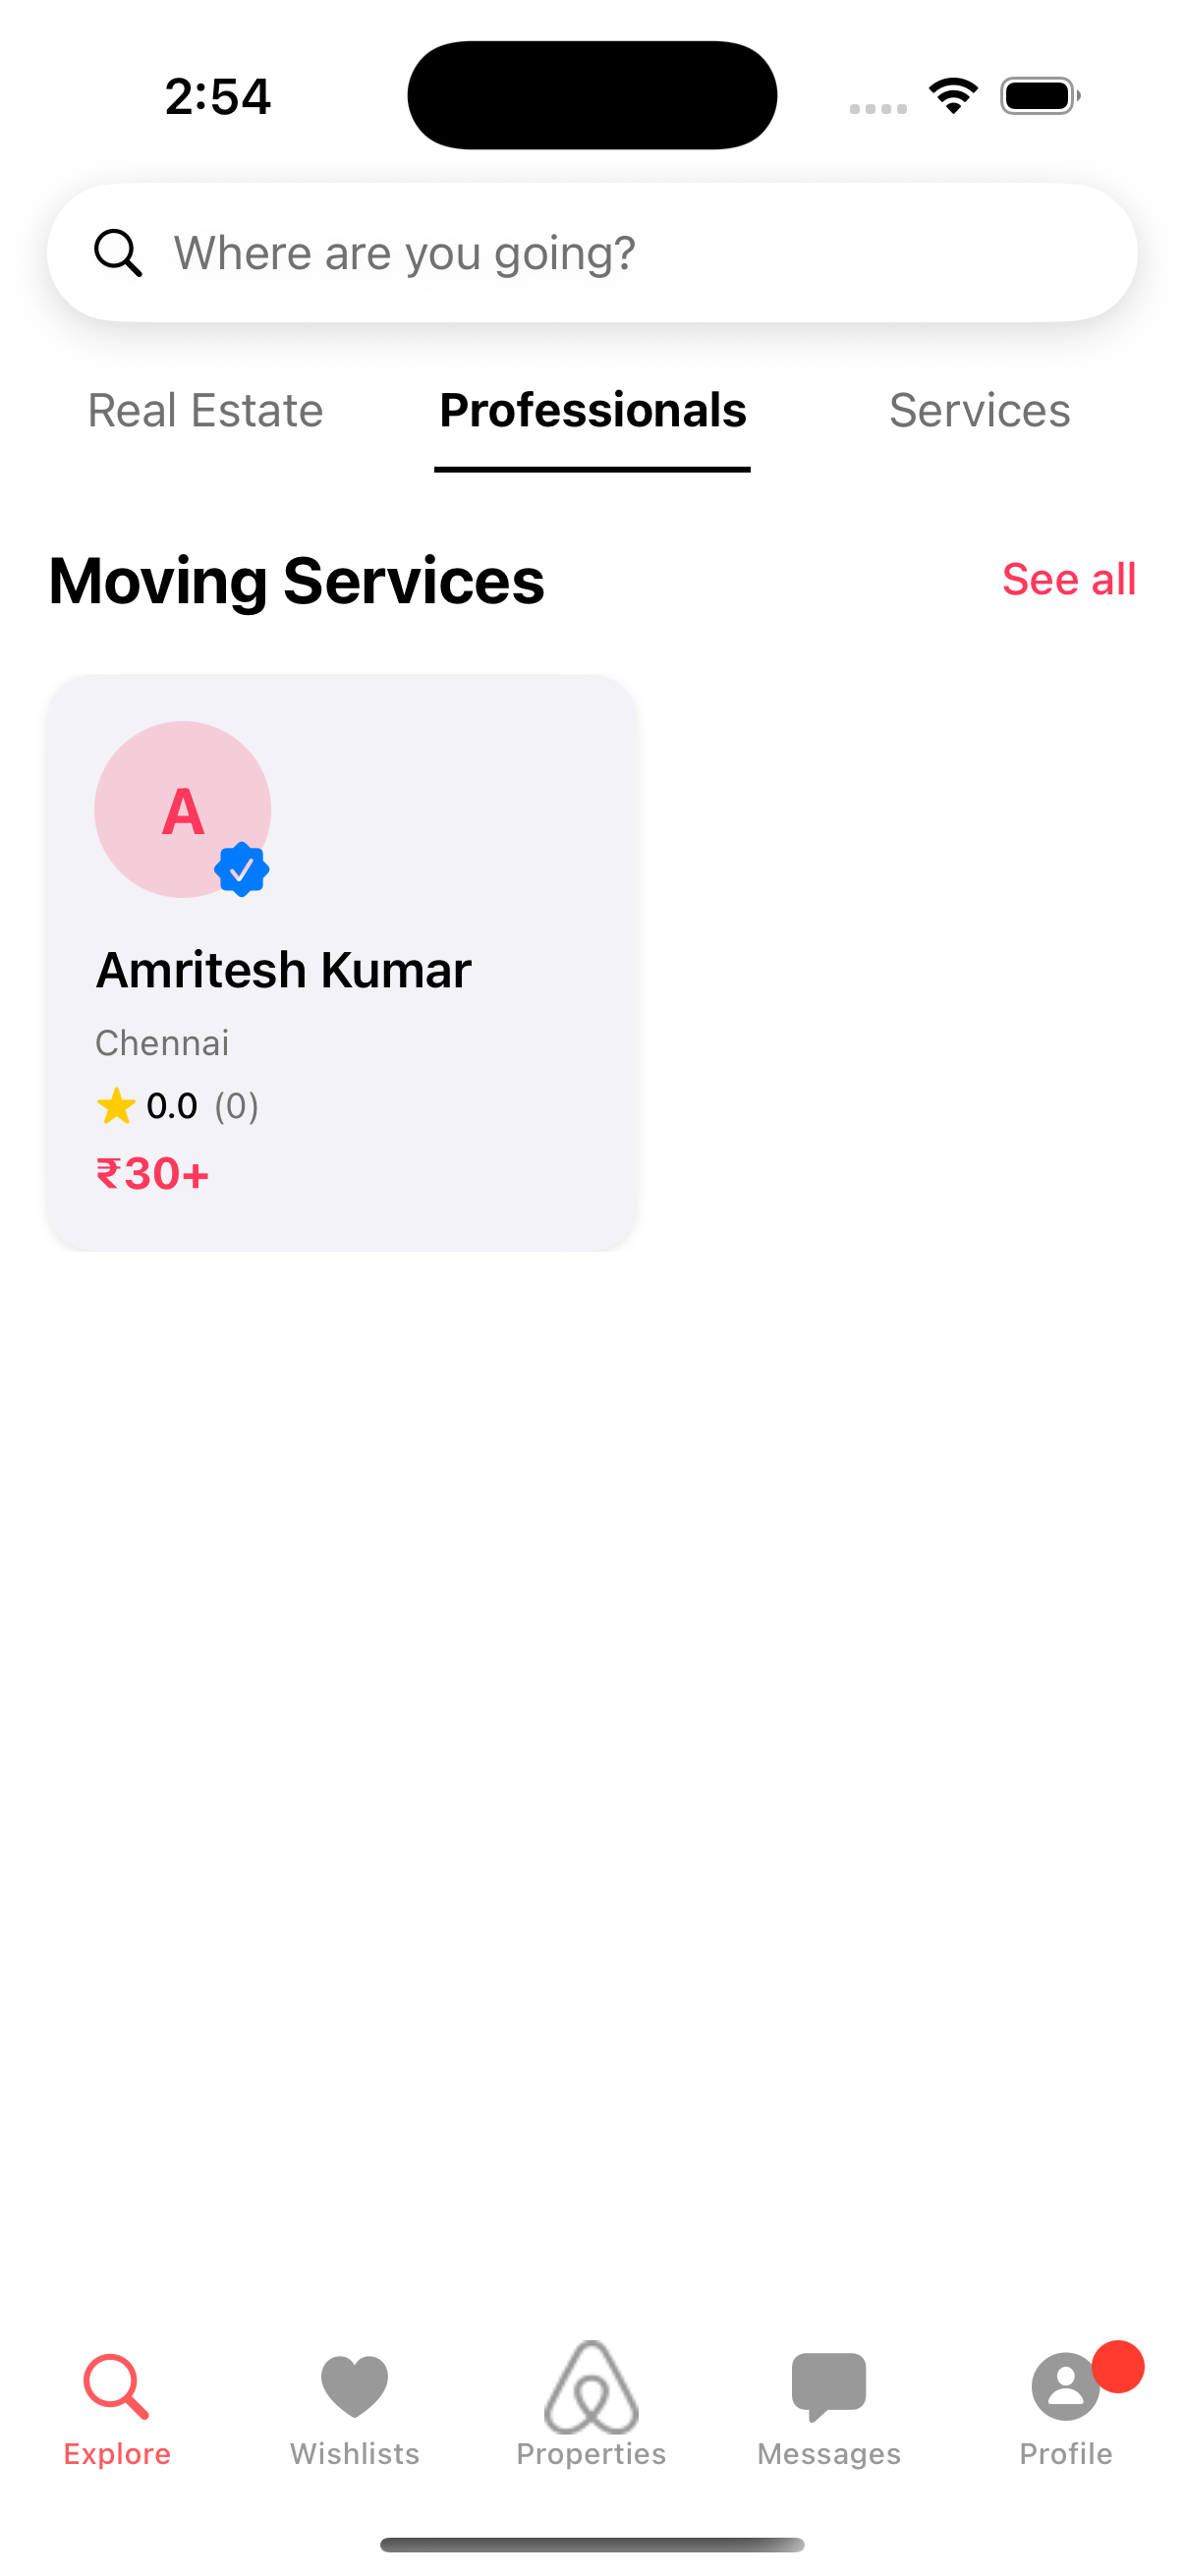 2:54
Where are you going?
Real Estate Professionals Services
Moving Services See all
A
Amritesh Kumar
Chennai
0.0 (0)
₹30+
Explore Wishlists Properties Messages Profile